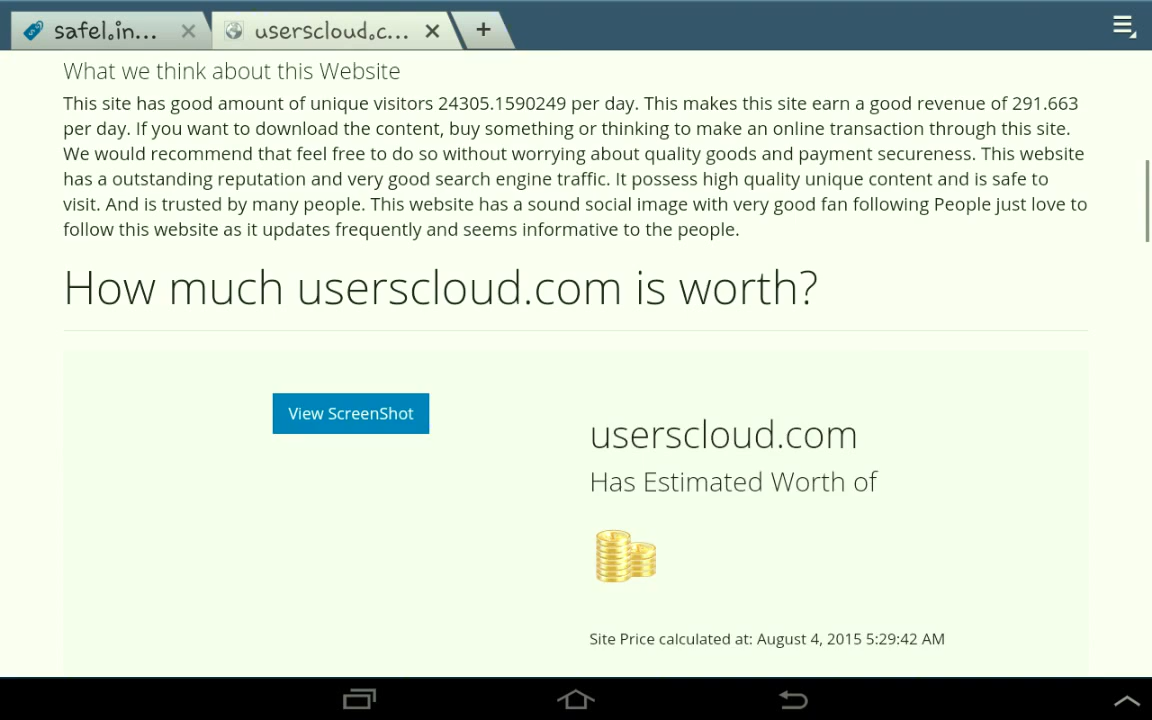 safel.in...
userscloud.c...
What we think about this Website
This site has good amount of unique visitors 24305.1590249 per day. This makes this site earn a good revenue of 291.663
per day. If you want to download the content, buy something or thinking to make an online transaction through this site.
We would recommend that feel free to do so without worrying about quality goods and payment secureness. This website
has a outstanding reputation and very good search engine traffic. It possess high quality unique content and is safe to
visit. And is trusted by many people. This website has a sound social image with very good fan following People just love to
follow this website as it updates frequently and seems informative to the people.
How much userscloud.com is worth?
View ScreenShot
userscloud.com
Has Estimated Worth of
Site Price calculated at: August 4, 2015 5:29:42 AM